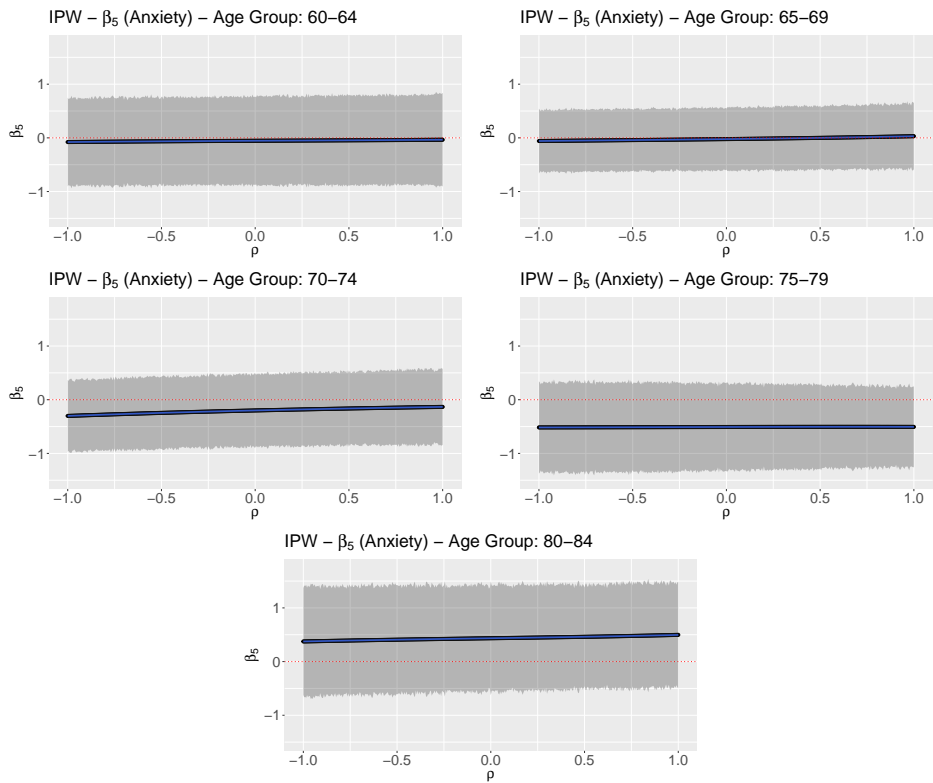 IPW − β5 (Anxiety) − Age Group: 60−64
IPW − β5 (Anxiety) − Age Group: 65−69
β5
1
0
−1
−1.0 −0.5 0.0 0.5 1.0
ρ
β5
1
0
−1
−1.0 −0.5 0.0 0.5 1.0
ρ
IPW − β5 (Anxiety) − Age Group: 70−74
IPW − β5 (Anxiety) − Age Group: 75−79
β5
1
0
−1
−1.0 −0.5 0.0 0.5 1.0
ρ
β5
1
0
−1
−1.0 −0.5 0.0 0.5 1.0
ρ
IPW − β5 (Anxiety) − Age Group: 80−84
β5
1
0
−1
−1.0 −0.5 0.0 0.5 1.0
ρ